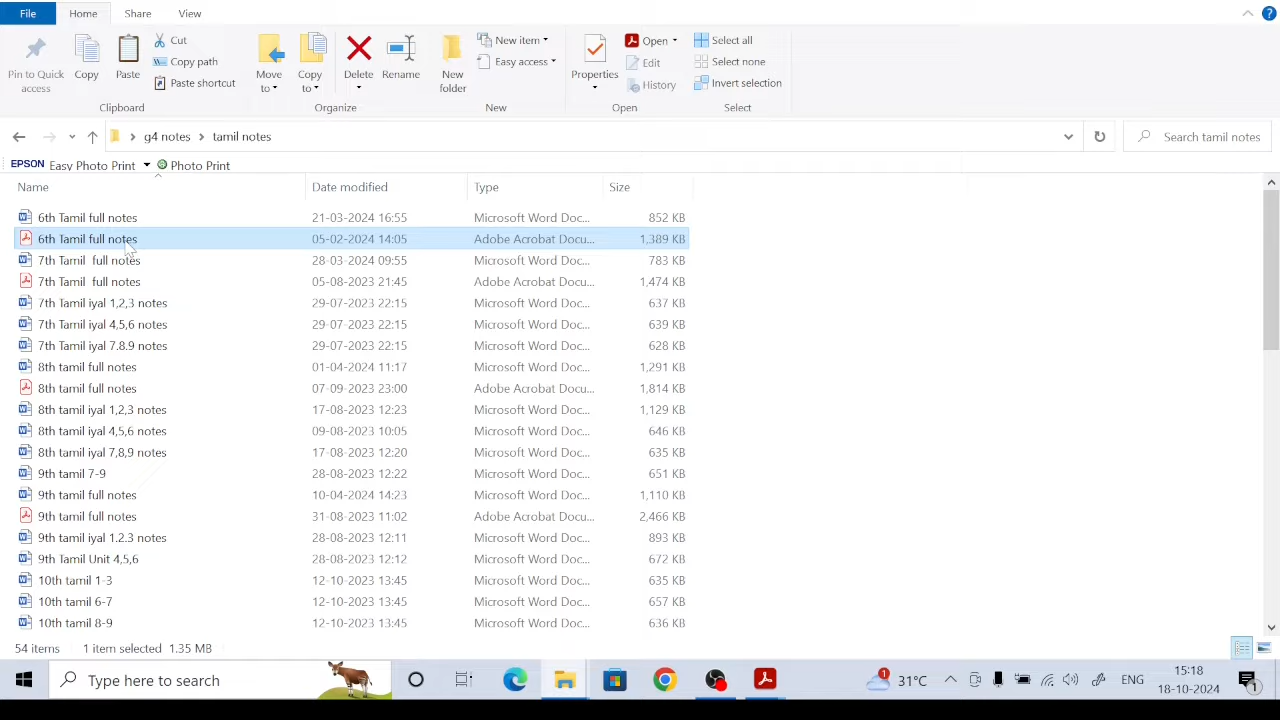 File Home Share View
Pin to Quick access Copy Paste Cut Copy path Paste shortcut Move to Copy to Delete Rename New folder New item Easy access Properties Open Edit History Select all Select none Invert selection
Clipboard Organize New Open Select
g4 notes > tamil notes Search tamil notes
EPSON Easy Photo Print Photo Print
Name Date modified Type Size
6th Tamil full notes 21-03-2024 16:55 Microsoft Word Doc... 852 KB
6th Tamil full notes 05-02-2024 14:05 Adobe Acrobat Docu... 1,389 KB
7th Tamil full notes 28-03-2024 09:55 Microsoft Word Doc... 783 KB
7th Tamil full notes 05-08-2023 21:45 Adobe Acrobat Docu... 1,474 KB
7th Tamil iyal 1,2,3 notes 29-07-2023 22:15 Microsoft Word Doc... 637 KB
7th Tamil iyal 4,5,6 notes 29-07-2023 22:15 Microsoft Word Doc... 639 KB
7th Tamil iyal 7.8.9 notes 29-07-2023 22:15 Microsoft Word Doc... 628 KB
8th tamil full notes 01-04-2024 11:17 Microsoft Word Doc... 1,291 KB
8th tamil full notes 07-09-2023 23:00 Adobe Acrobat Docu... 1,814 KB
8th tamil iyal 1,2,3 notes 17-08-2023 12:23 Microsoft Word Doc... 1,129 KB
8th tamil iyal 4,5,6 notes 09-08-2023 10:05 Microsoft Word Doc... 646 KB
8th tamil iyal 7,8,9 notes 17-08-2023 12:20 Microsoft Word Doc... 635 KB
9th tamil 7-9 28-08-2023 12:22 Microsoft Word Doc... 651 KB
9th tamil full notes 10-04-2024 14:23 Microsoft Word Doc... 1,110 KB
9th tamil full notes 31-08-2023 11:02 Adobe Acrobat Docu... 2,466 KB
9th tamil iyal 1.2.3 notes 28-08-2023 12:11 Microsoft Word Doc... 893 KB
9th Tamil Unit 4,5,6 28-08-2023 12:12 Microsoft Word Doc... 672 KB
10th tamil 1-3 12-10-2023 13:45 Microsoft Word Doc... 635 KB
10th tamil 6-7 12-10-2023 13:45 Microsoft Word Doc... 657 KB
10th tamil 8-9 12-10-2023 13:45 Microsoft Word Doc... 636 KB
54 items 1 item selected 1.35 MB
Type here to search 1 31°C ENG 15:18 18-10-2024 1